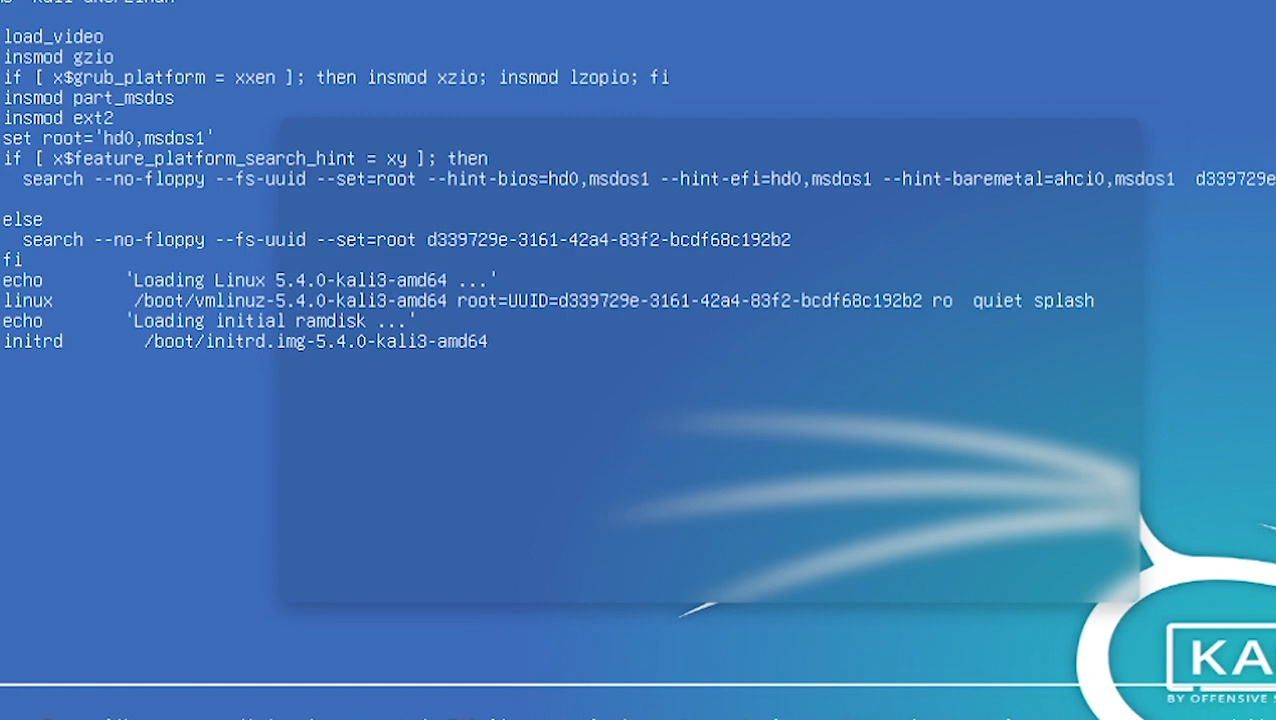 load_video
insmod gzio
if [ x$grub_platform = xxen ]; then insmod xzio; insmod lzopio; fi
insmod part_msdos
insmod ext2
set root='hd0,msdos1'
if [ x$feature_platform_search_hint = xy ]; then
  search --no-floppy --fs-uuid --set=root --hint-bios=hd0,msdos1 --hint-efi=hd0,msdos1 --hint-baremetal=ahci0,msdos1  d339729e
else
  search --no-floppy --fs-uuid --set=root d339729e-3161-42a4-83f2-bcdf68c192b2
fi
echo        'Loading Linux 5.4.0-kali3-amd64 ...'
linux        /boot/vmlinuz-5.4.0-kali3-amd64 root=UUID=d339729e-3161-42a4-83f2-bcdf68c192b2 ro  quiet splash
echo        'Loading initial ramdisk ...'
initrd        /boot/initrd.img-5.4.0-kali3-amd64
KA
BY OFFENSIVE S